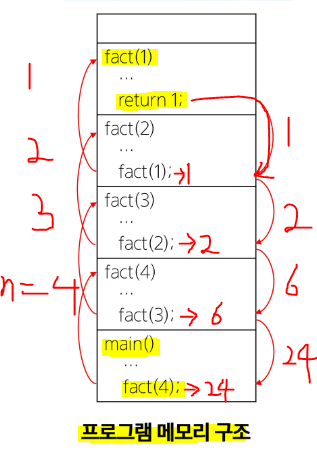 1
fact(1)
...
return 1;
1
2
fact(2)
...
fact(1); → 1
2
3
fact(3)
...
fact(2); → 2
6
n=4
fact(4)
...
fact(3); → 6
24
main()
...
fact(4); → 24
프로그램 메모리 구조